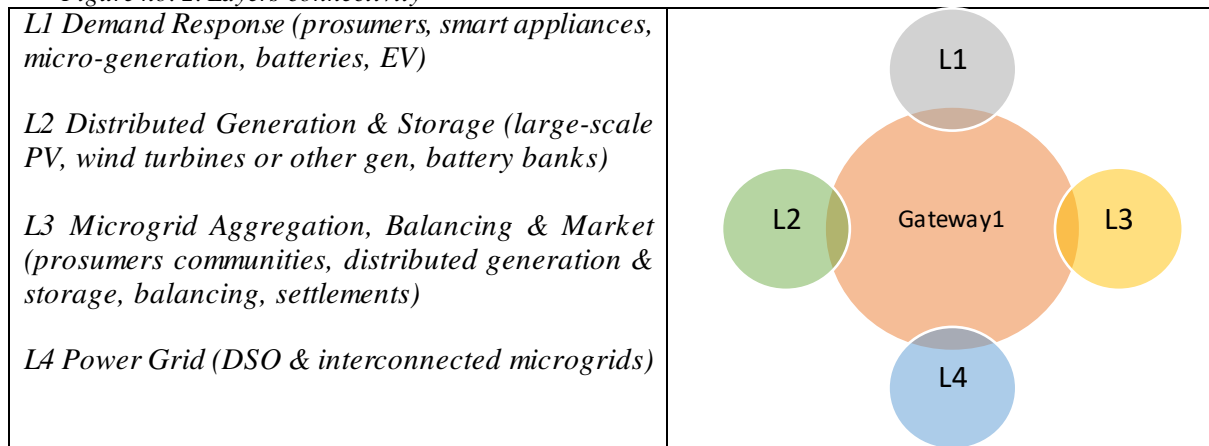 L1 Demand Response (prosumers, smart appliances,
micro-generation, batteries, EV)
L2 Distributed Generation & Storage (large-scale
PV, wind turbines or other gen, battery banks)
L3 Microgrid Aggregation, Balancing & Market
(prosumers communities, distributed generation &
storage, balancing, settlements)
L4 Power Grid (DSO & interconnected microgrids)
L1
L2
Gateway1
L3
L4